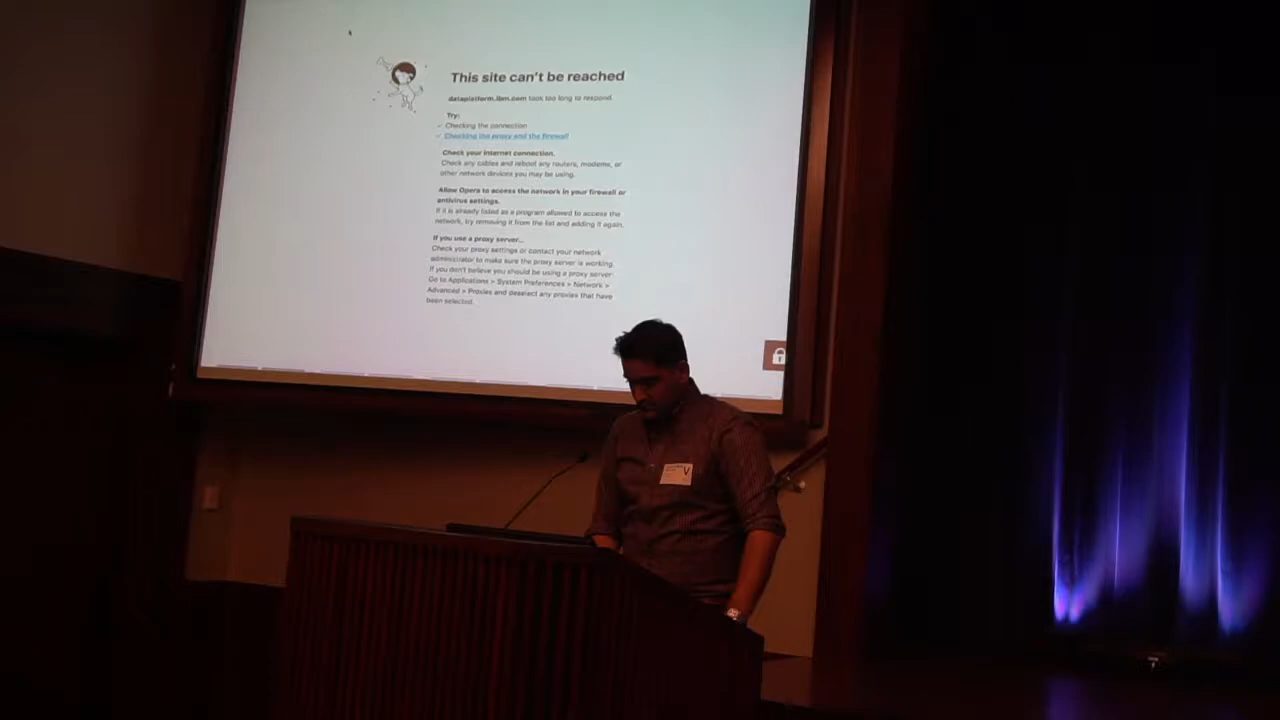 This site can't be reached
dataplatform.ibm.com took too long to respond.
Try:
Checking the connection
Checking the proxy and the firewall
Check your Internet connection.
Check any cables and reboot any routers, modems, or
other network devices you may be using.
Allow Opera to access the network in your firewall or
antivirus settings.
If it is already listed as a program allowed to access the
network, try removing it from the list and adding it again.
If you use a proxy server...
Check your proxy settings or contact your network
administrator to make sure the proxy server is working.
If you don't believe you should be using a proxy server:
Go to Applications > System Preferences > Network >
Advanced > Proxies and deselect any proxies that have
been selected.
V